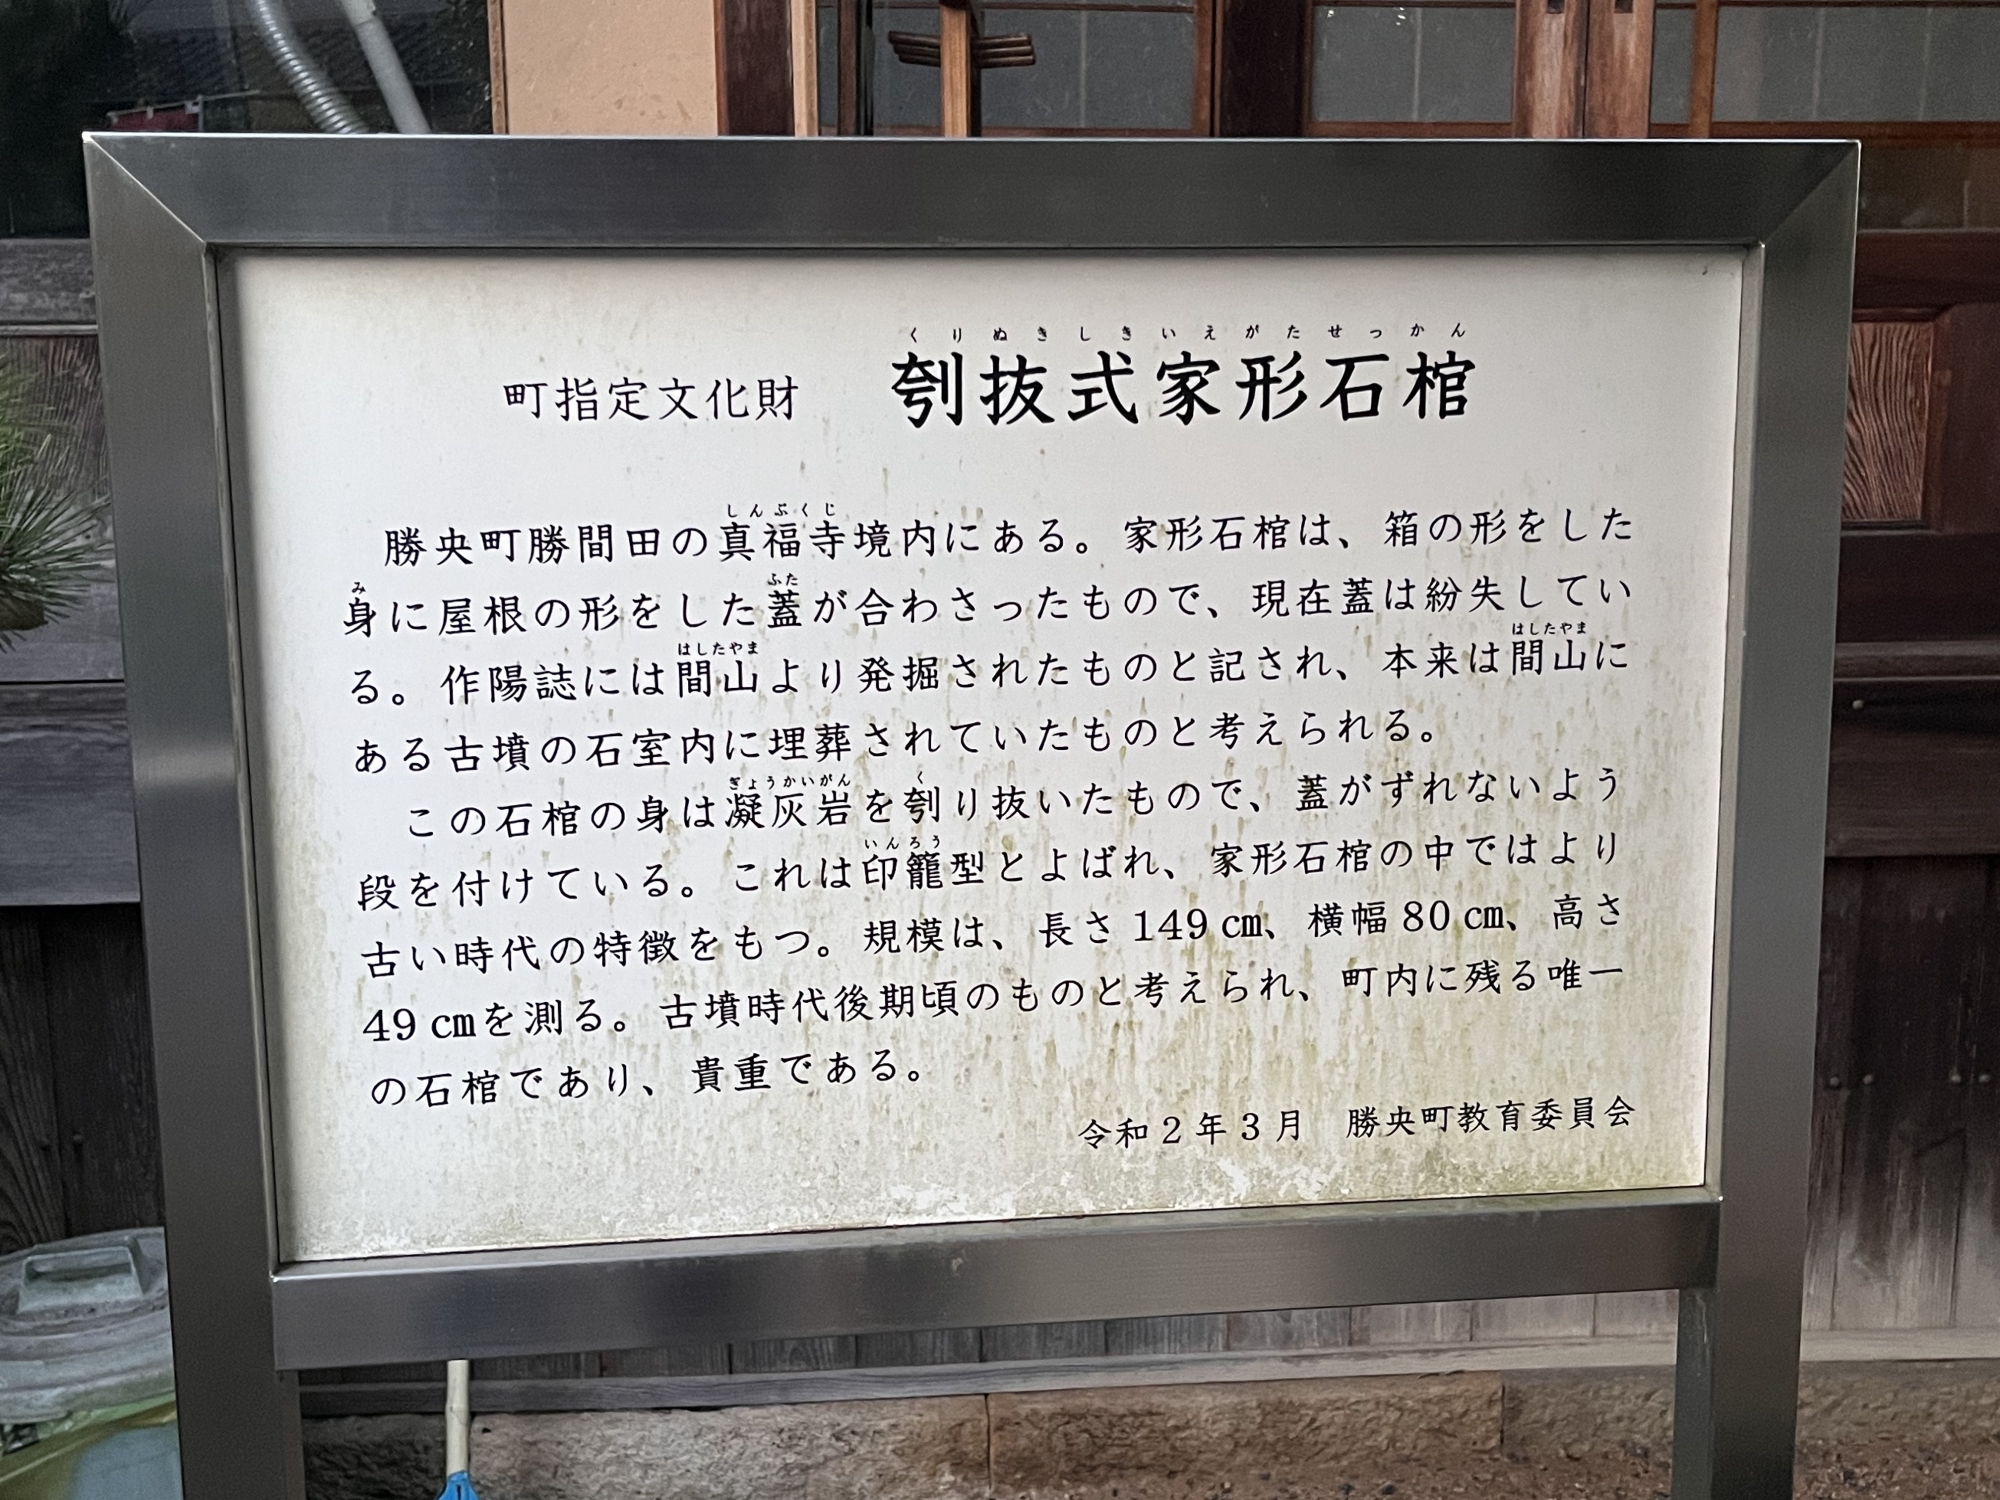 くりぬきしきいえがたせっかん
町指定文化財　刳抜式家形石棺
しんぷくじ
勝央町勝間田の真福寺境内にある。家形石棺は、箱の形をした
み　ふた
身に屋根の形をした蓋が合わさったもので、現在蓋は紛失してい
はしたやま　はしたやま
る。作陽誌には間山より発掘されたものと記され、本来は間山に
ある古墳の石室内に埋葬されていたものと考えられる。
ぎょうかいがん　く
この石棺の身は凝灰岩を刳り抜いたもので、蓋がずれないよう
いんろう
段を付けている。これは印籠型とよばれ、家形石棺の中ではより
古い時代の特徴をもつ。規模は、長さ149㎝、横幅80㎝、高さ
49㎝を測る。古墳時代後期頃のものと考えられ、町内に残る唯一
の石棺であり、貴重である。
令和2年3月　勝央町教育委員会